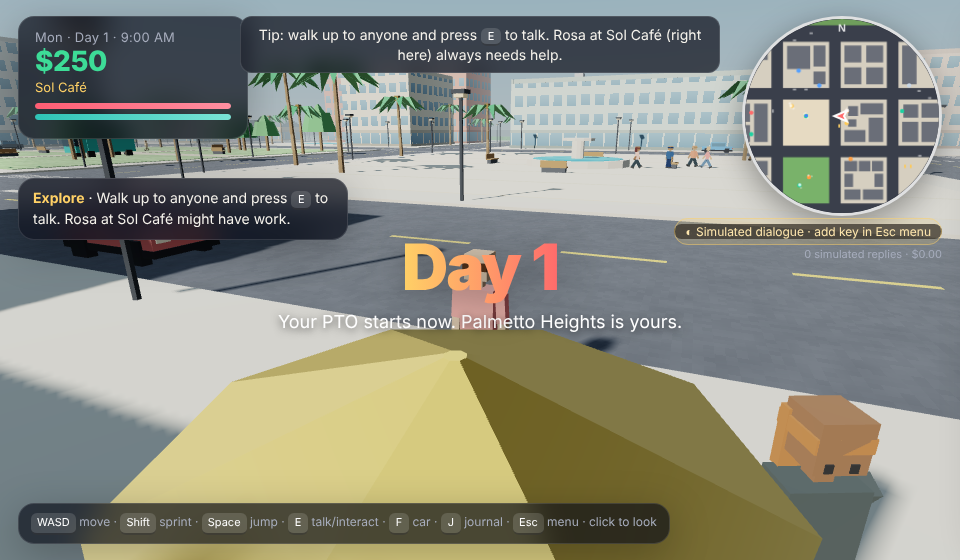 Mon · Day 1 · 9:00 AM
$250
Sol Café
Tip: walk up to anyone and press E to talk. Rosa at Sol Café (right
here) always needs help.
N
Explore · Walk up to anyone and press E to
talk. Rosa at Sol Café might have work.
Simulated dialogue · add key in Esc menu
0 simulated replies · $0.00
Day 1
Your PTO starts now. Palmetto Heights is yours.
WASD move · Shift sprint · Space jump · E talk/interact · F car · J journal · Esc menu · click to look